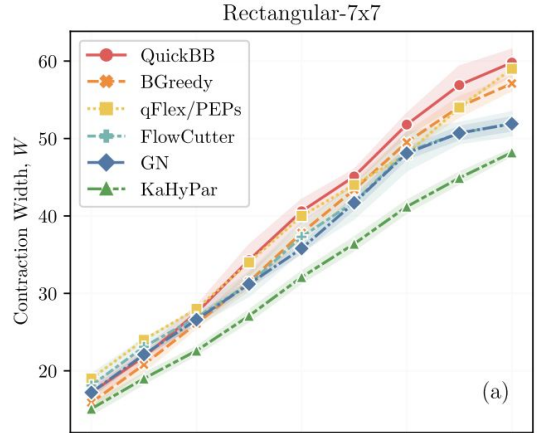 Rectangular-7x7
60
50
40
30
20
Contraction Width, W
QuickBB
BGreedy
qFlex/PEPs
FlowCutter
GN
KaHyPar
(a)